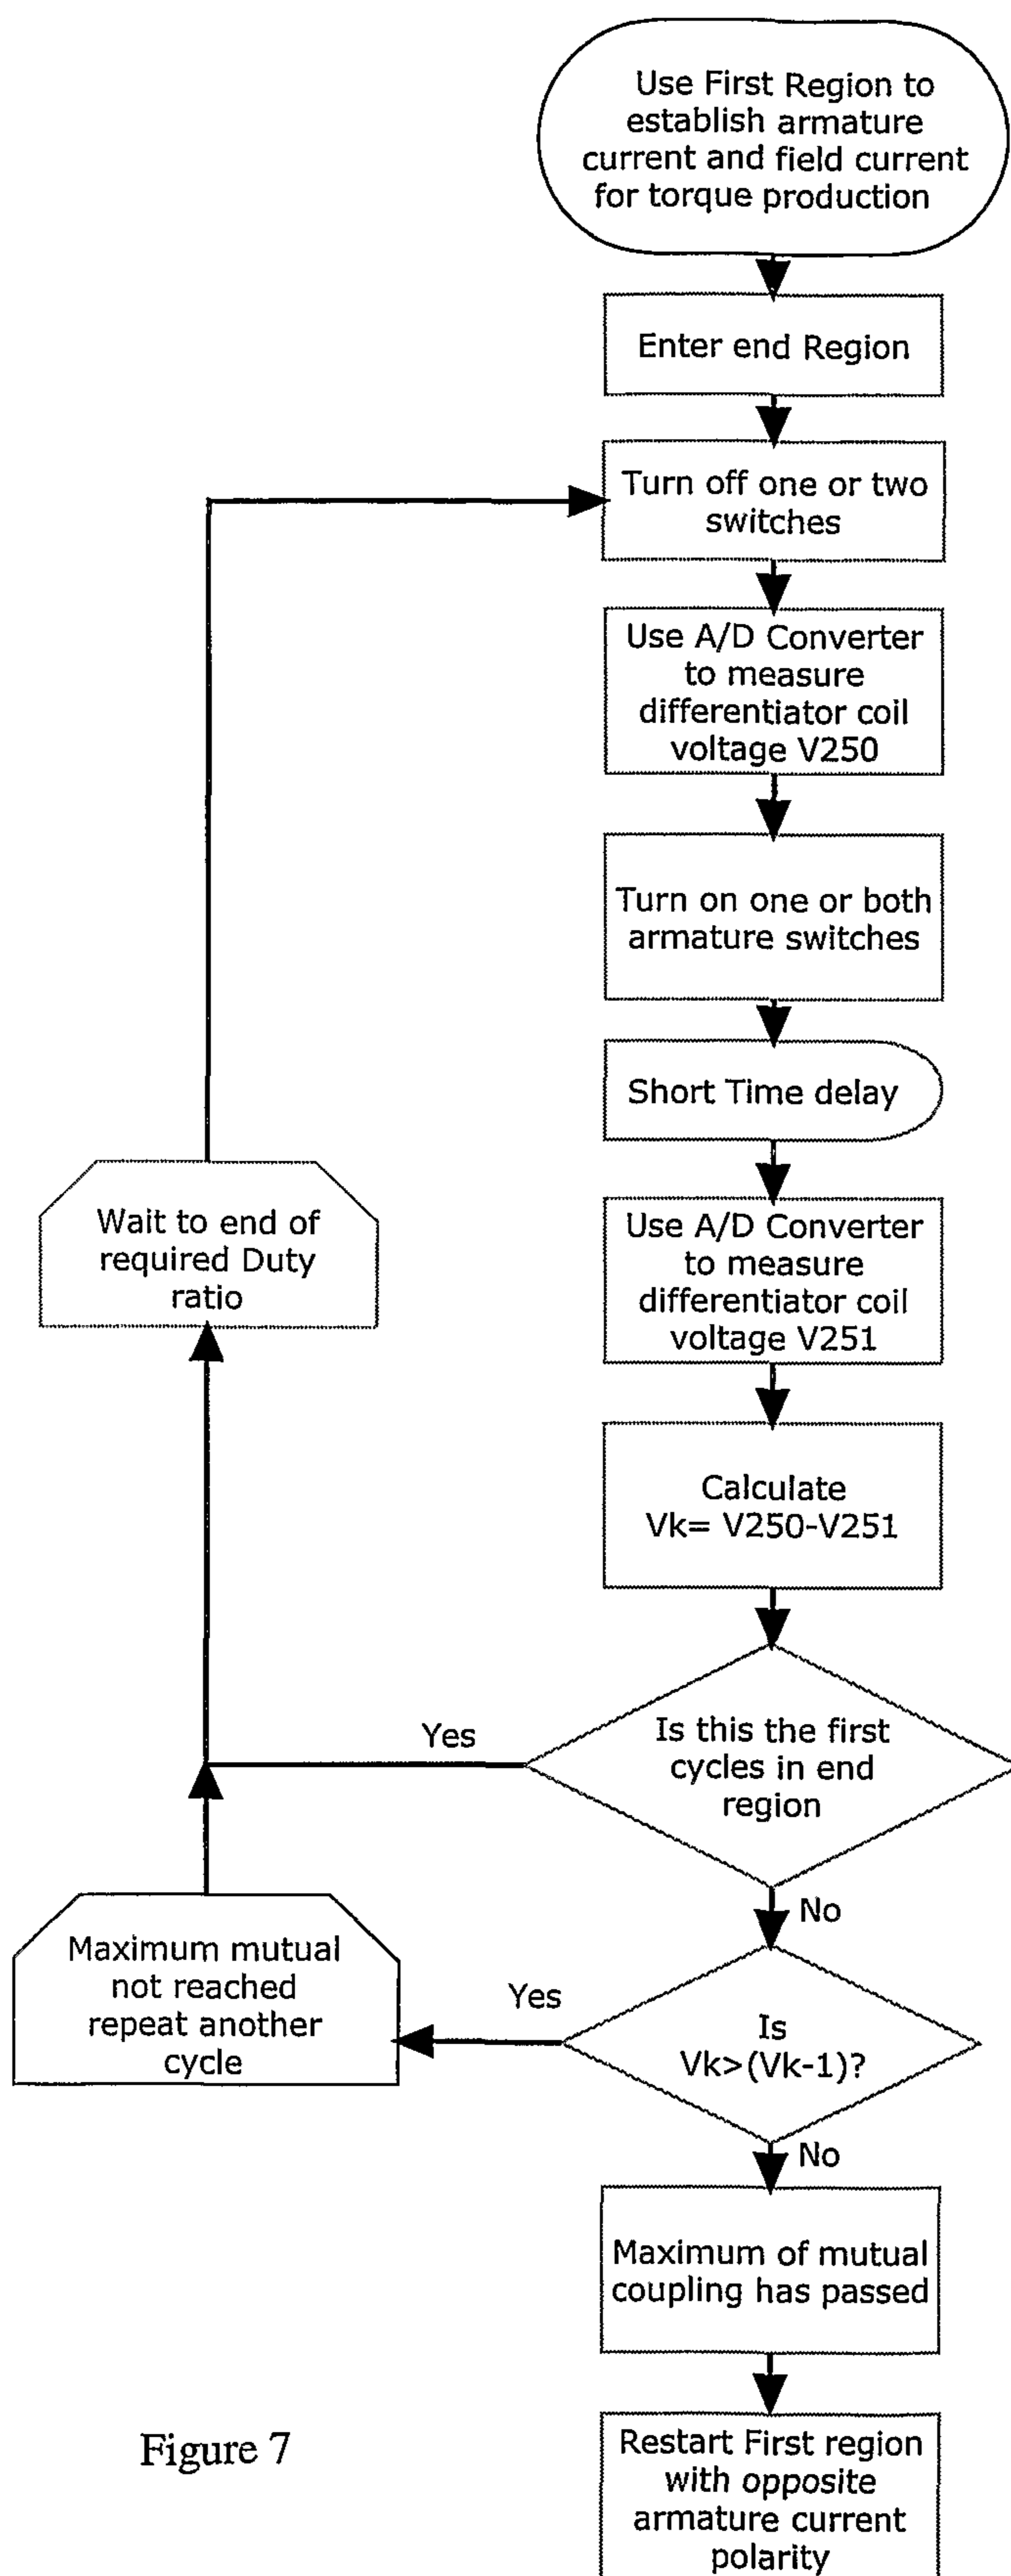 Use First Region to
establish armature
current and field current
for torque production
Enter end Region
Turn off one or two
switches
Use A/D Converter
to measure
differentiator coil
voltage V250
Turn on one or both
armature switches
Short Time delay
Wait to end of
required Duty
ratio
Use A/D Converter
to measure
differentiator coil
voltage V251
Calculate
Vk= V250-V251
Yes
Is this the first
cycles in end
region
No
Maximum mutual
not reached
repeat another
cycle
Yes
Is
Vk>(Vk-1)?
No
Maximum of mutual
coupling has passed
Restart First region
with opposite
armature current
polarity
Figure 7